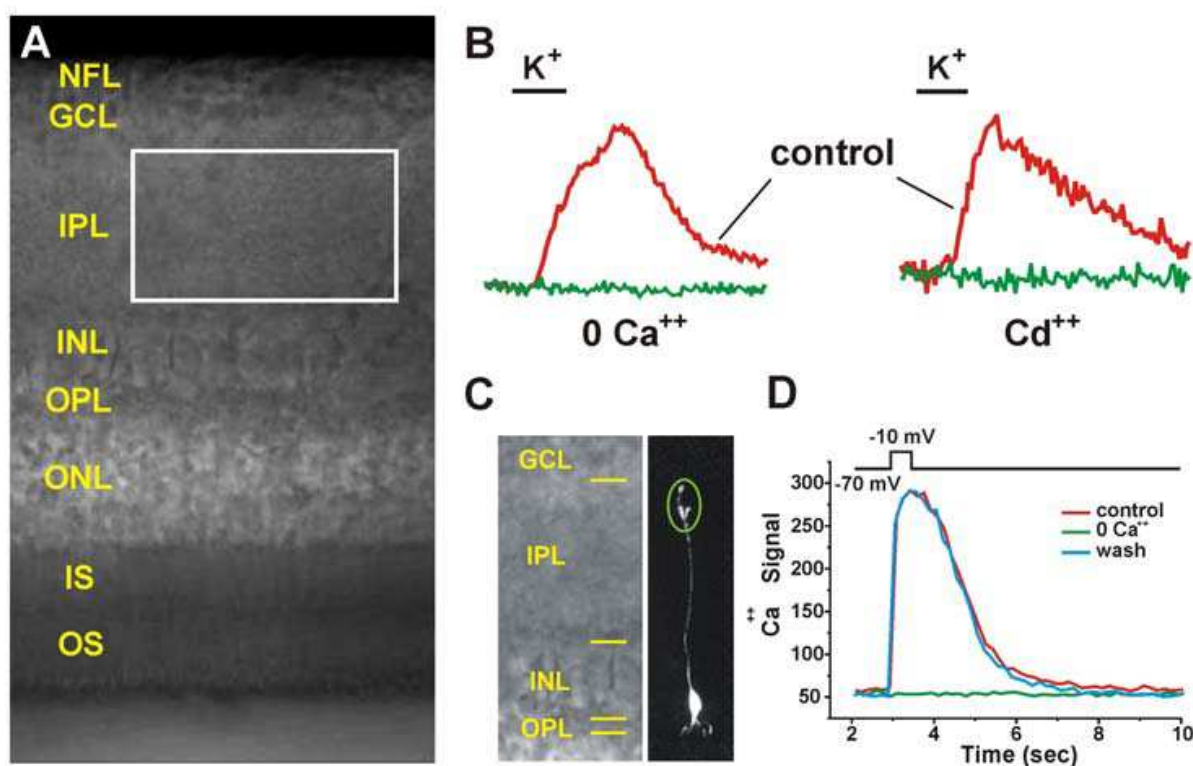 A
NFL
GCL
IPL
INL
OPL
ONL
IS
OS
B
K⁺
K⁺
control
0 Ca⁺⁺
Cd⁺⁺
C
GCL
IPL
INL
OPL
D
-10 mV
-70 mV
control
0 Ca⁺⁺
wash
Ca⁺⁺ Signal
300
250
200
150
100
50
2 4 6 8 10
Time (sec)